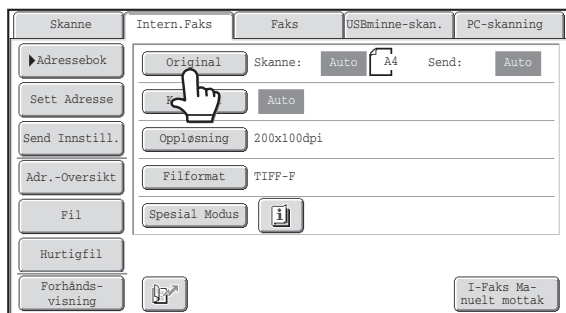 Skanne Intern.Faks Faks USBminne-skan. PC-skanning
Adressebok Original Skanne: Auto A4 Send: Auto
Sett Adresse Auto
Send Innstill. Oppløsning 200x100dpi
Adr.-Oversikt Filformat TIFF-F
Fil Spesial Modus
Hurtigfil
Forhånds-
visning
I-Faks Ma-
nuelt mottak